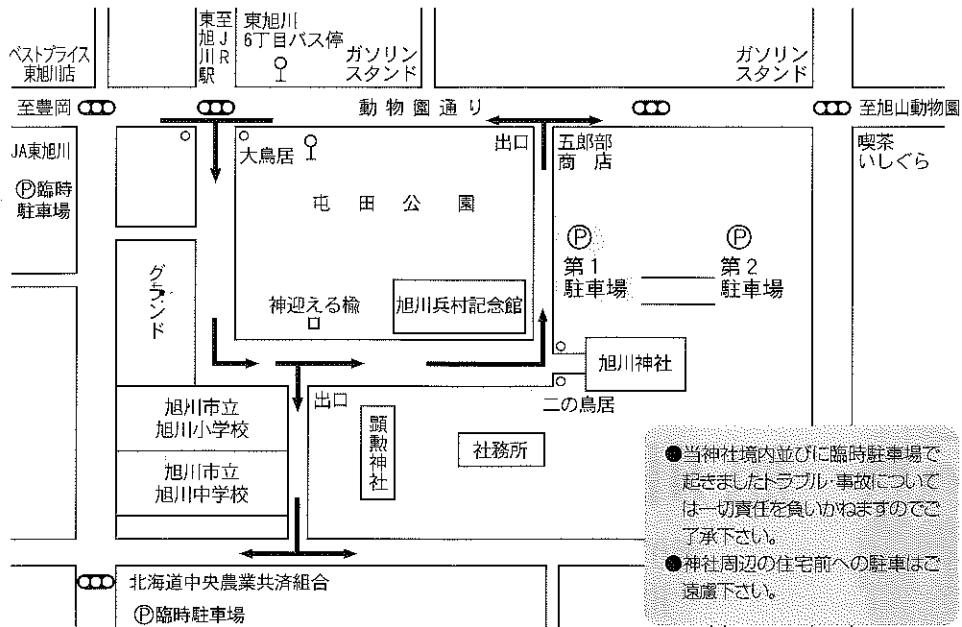 ベストプライス
東旭川店
至JR
東旭川駅
東旭川
6丁目バス停
ガソリン
スタンド
ガソリン
スタンド
至豊岡
動物園通り
至旭山動物園
JA東旭川
Ⓟ臨時
駐車場
大鳥居
出口
五郎部
商店
喫茶
いしぐら
屯田公園
グランド
神迎える楡
旭川兵村記念館
Ⓟ
第1
駐車場
Ⓟ
第2
駐車場
旭川神社
二の鳥居
出口
旭川市立
旭川小学校
旭川市立
旭川中学校
顕勲神社
社務所
●当神社境内並びに臨時駐車場で
起きましたトラブル・事故について
は一切責任を負いかねますのでご
了承下さい。
●神社周辺の住宅前への駐車はご
遠慮下さい。
北海道中央農業共済組合
Ⓟ臨時駐車場